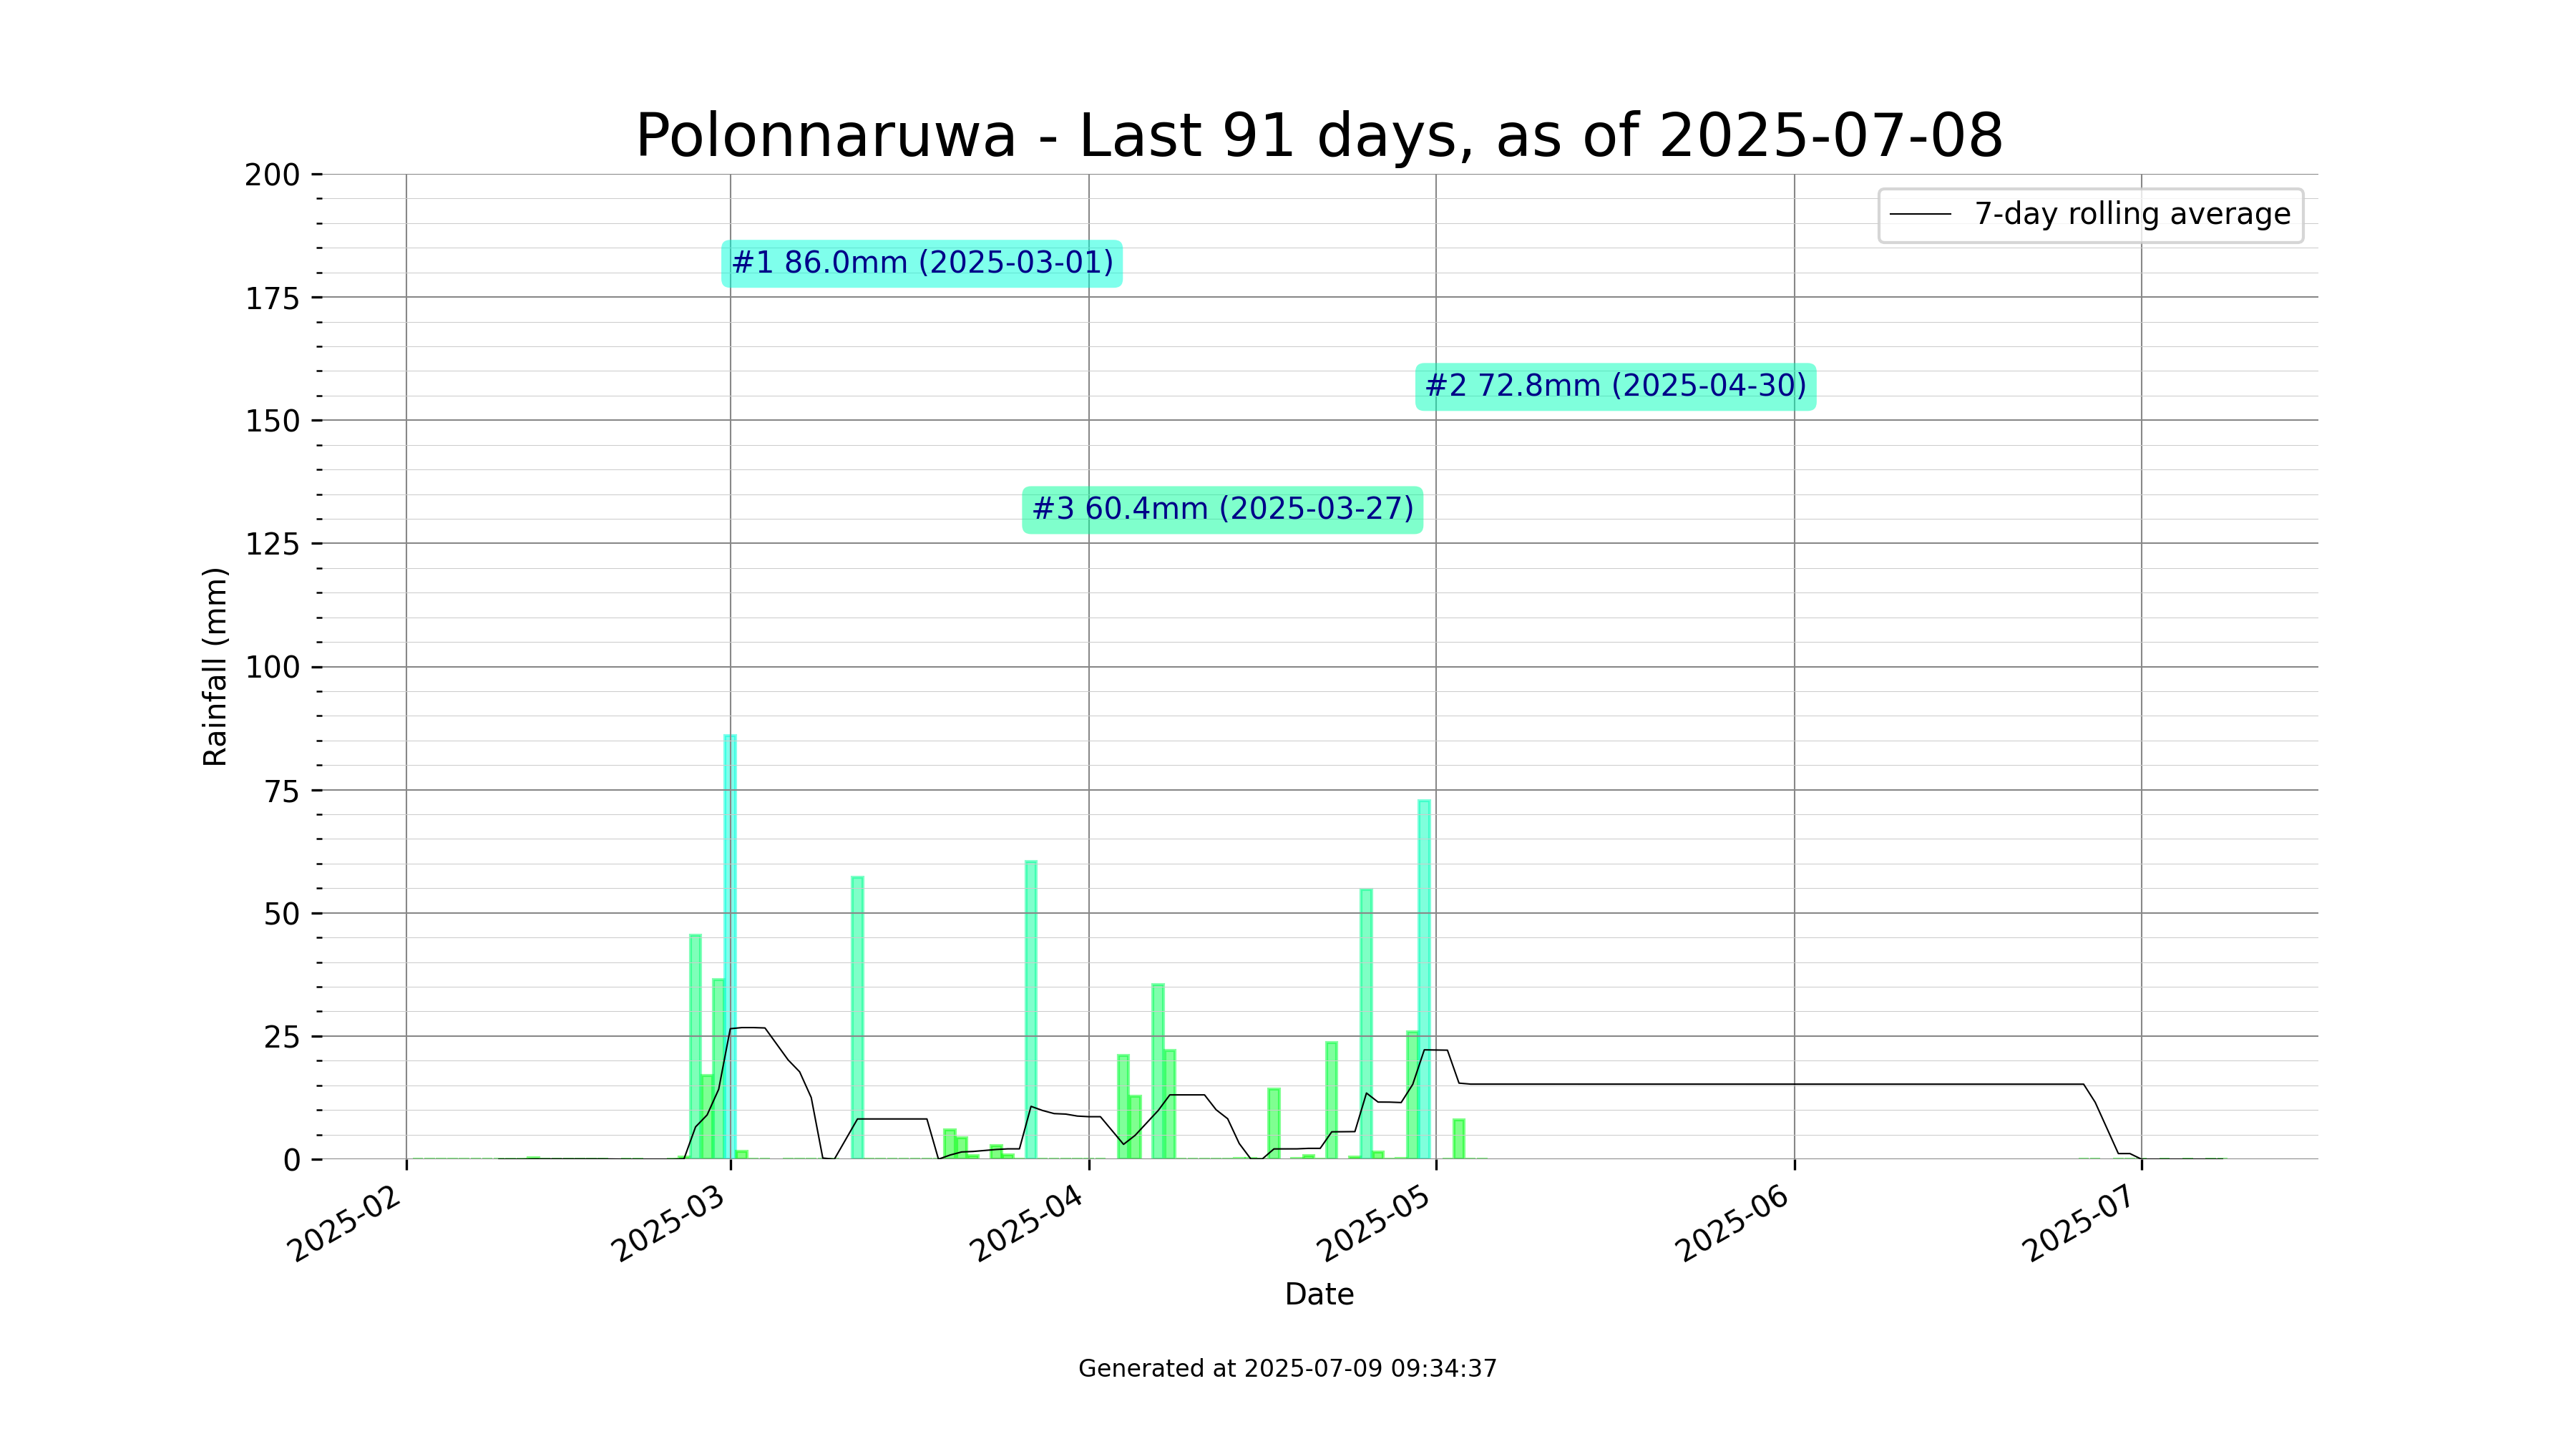 Polonnaruwa - Last 91 days, as of 2025-07-08
200
175
150
125
100
75
50
25
0
Rainfall (mm)
7-day rolling average
#1 86.0mm (2025-03-01)
#2 72.8mm (2025-04-30)
#3 60.4mm (2025-03-27)
2025-02
2025-03
2025-04
2025-05
2025-06
2025-07
Date
Generated at 2025-07-09 09:34:37